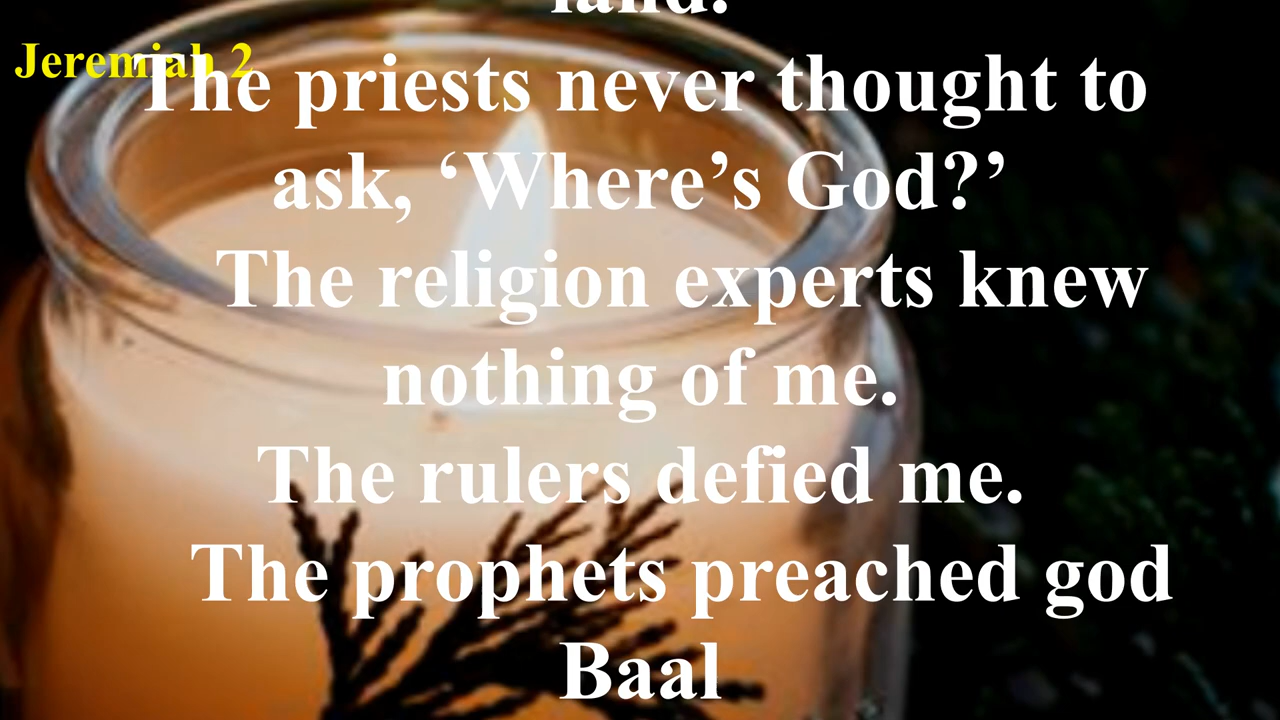 land.
Jeremiah 2
The priests never thought to
ask, ‘Where’s God?’
The religion experts knew
nothing of me.
The rulers defied me.
The prophets preached god
Baal